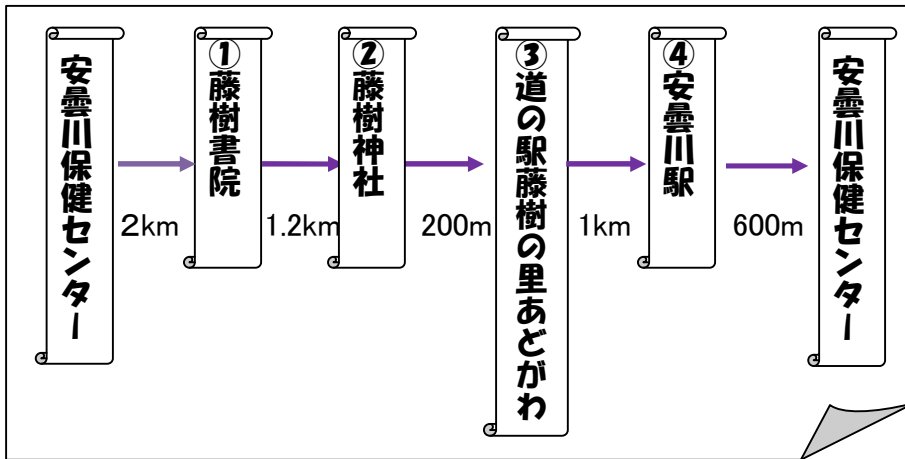 安曇川保健センター
2km
①藤樹書院
1.2km
②藤樹神社
200m
③道の駅藤樹の里あどがわ
1km
④安曇川駅
600m
安曇川保健センター